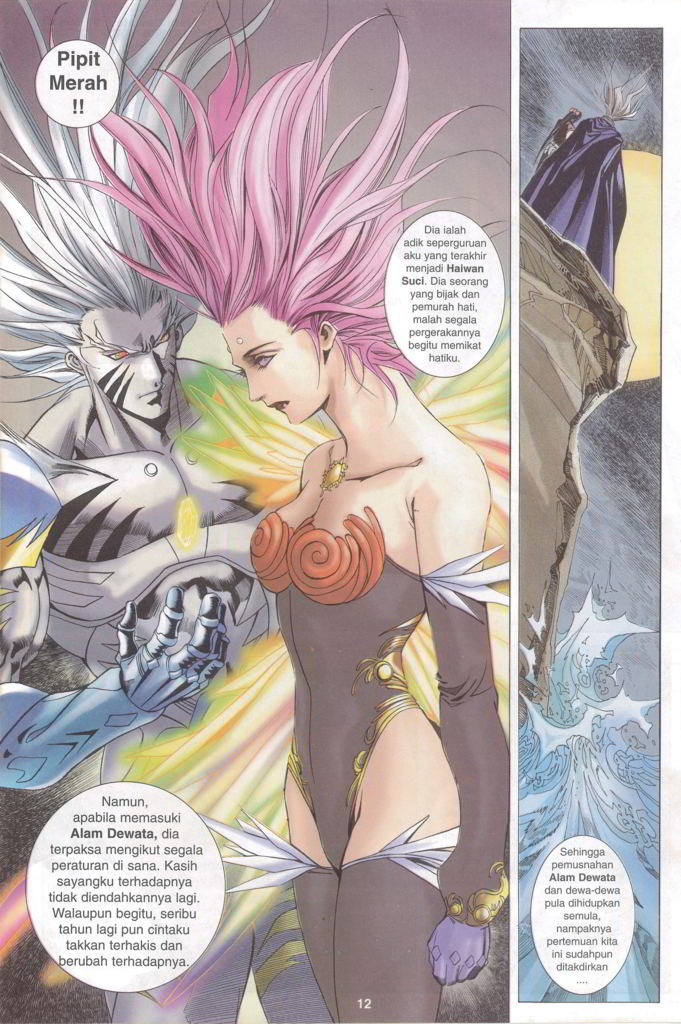 Pipit
Merah
!!
Dia ialah
adik seperguruan
aku yang terakhir
menjadi Haiwan
Suci. Dia seorang
yang bijak dan
pemurah hati,
malah segala
pergerakannya
begitu memikat
hatiku.
Namun,
apabila memasuki
Alam Dewata, dia
terpaksa mengikut segala
peraturan di sana. Kasih
sayangku terhadapnya
tidak diendahkannya lagi.
Walaupun begitu, seribu
tahun lagi pun cintaku
takkan terhakis dan
berubah terhadapnya.
Sehingga
pemusnahan
Alam Dewata
dan dewa-dewa
pula dihidupkan
semula,
nampaknya
pertemuan kita
ini sudahpun
ditakdirkan
....
12